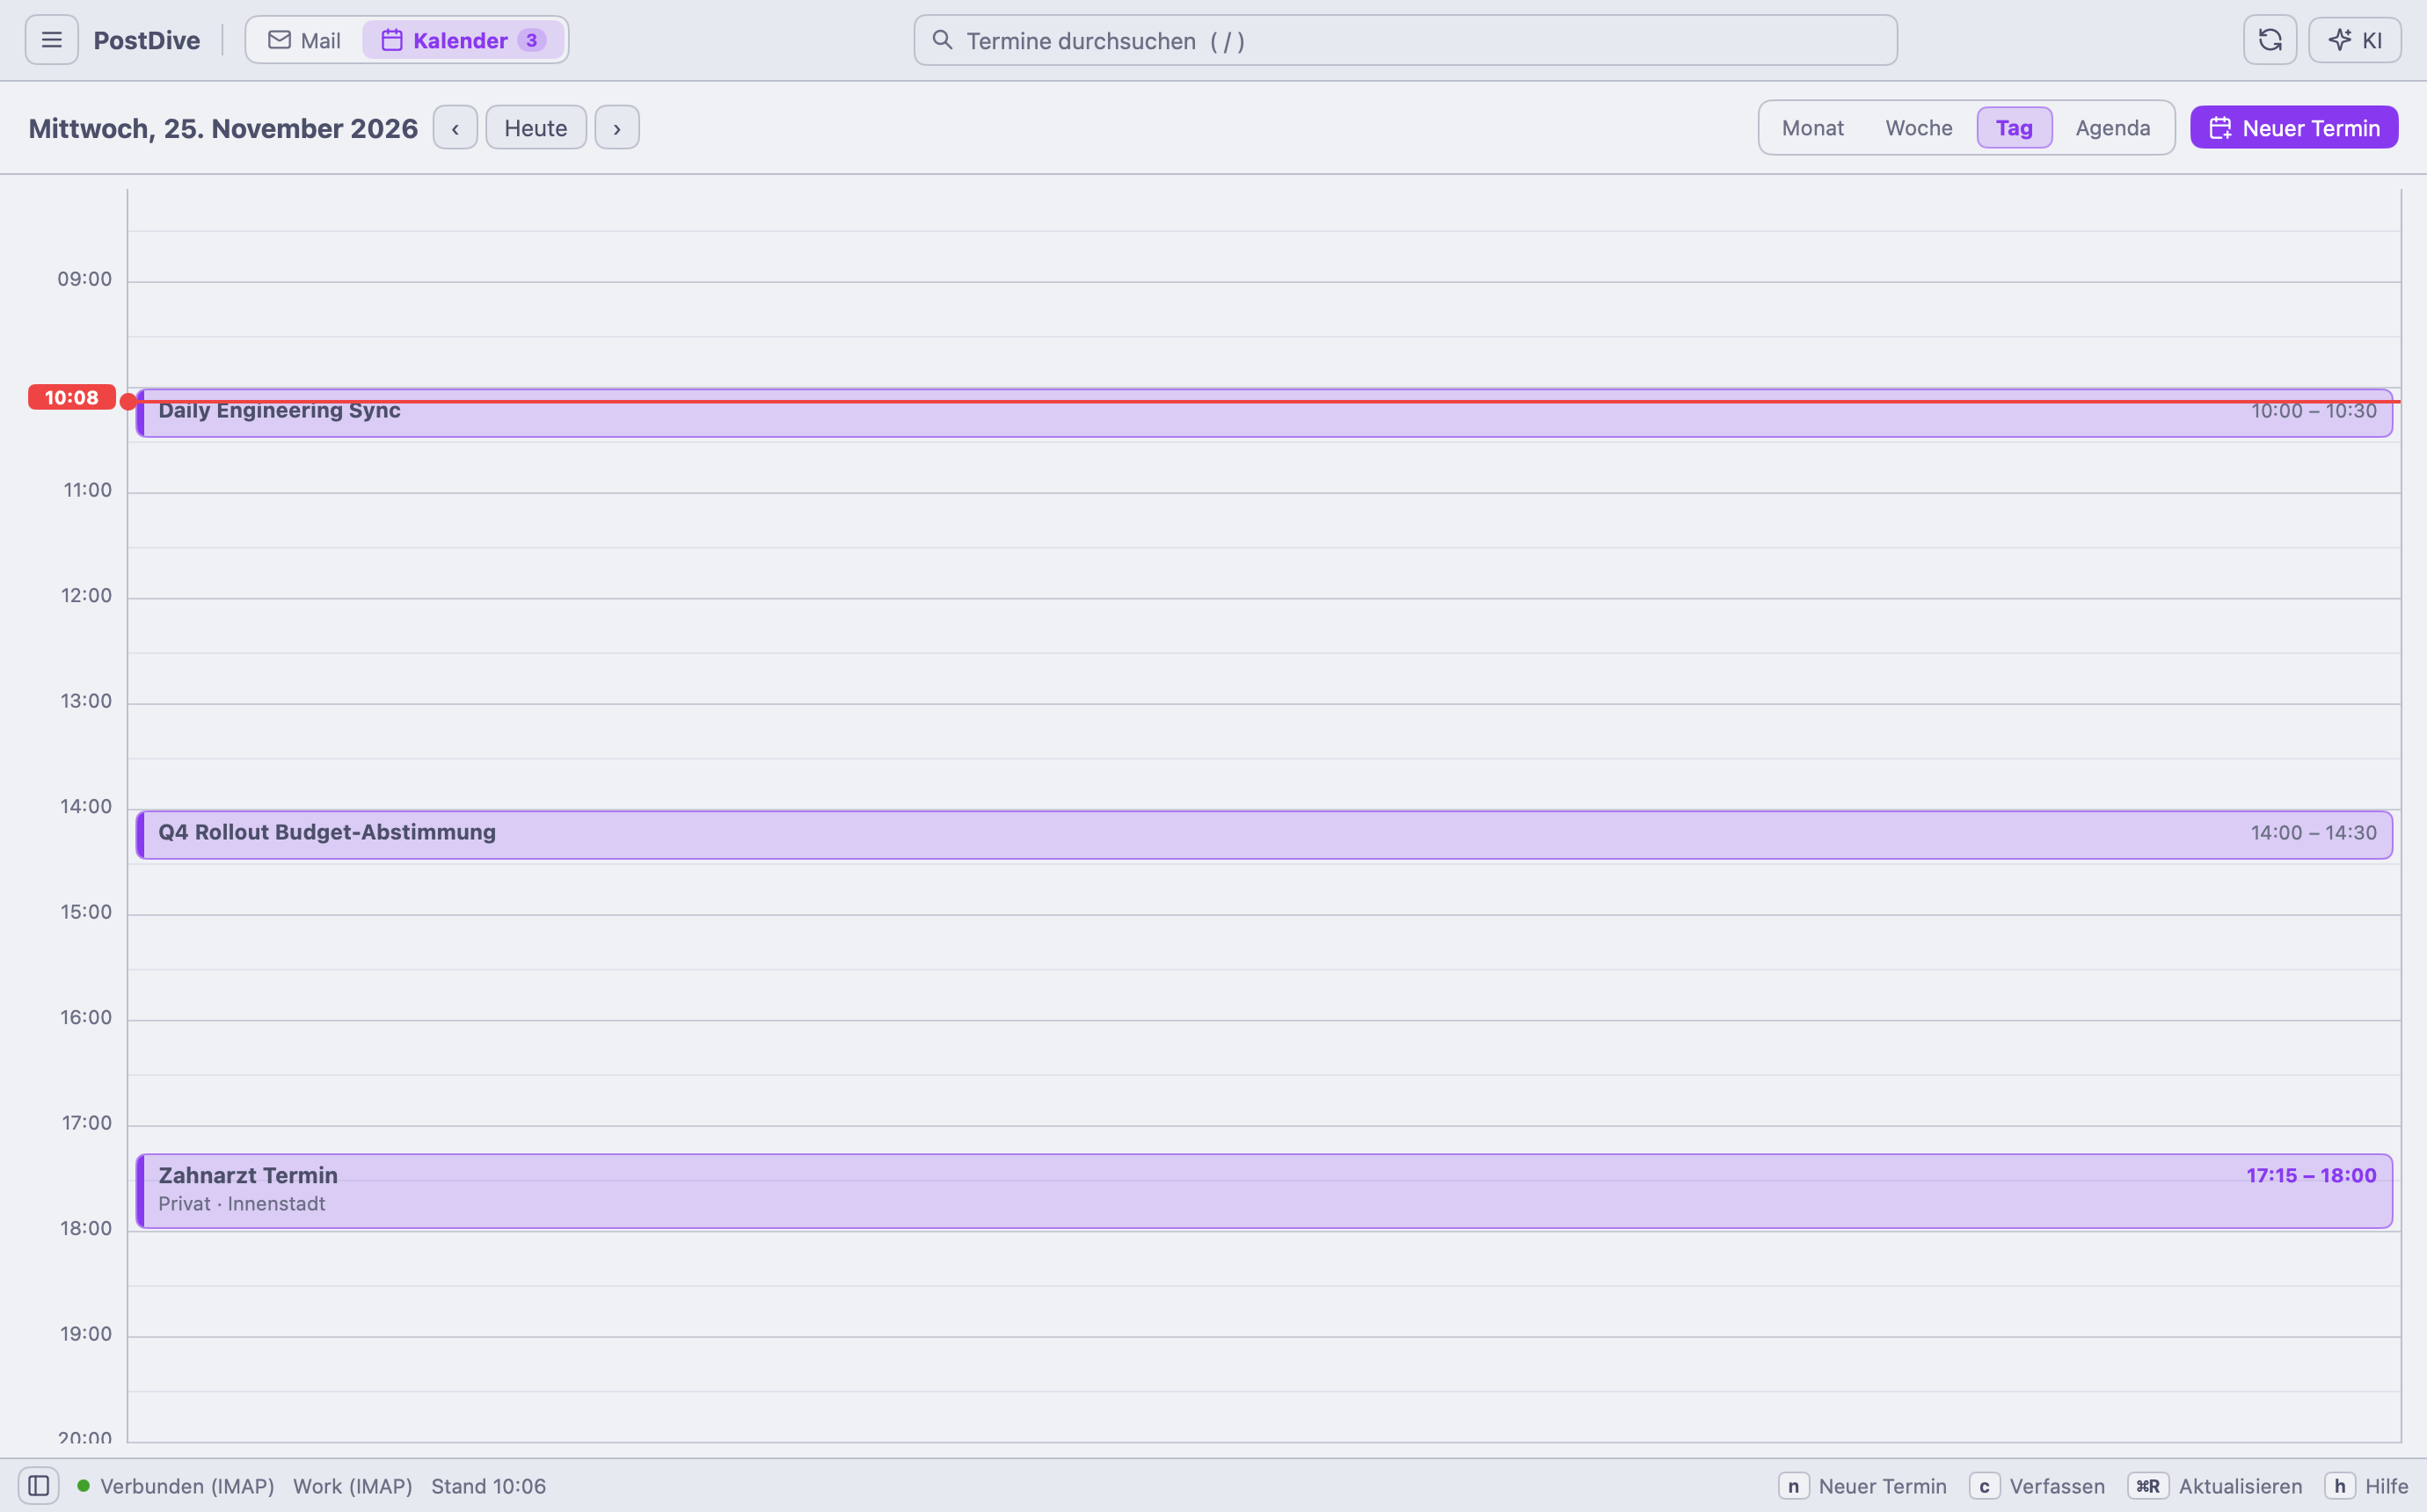 PostDive
Mail
Kalender 3
Termine durchsuchen ( / )
KI
Mittwoch, 25. November 2026
‹ Heute ›
Monat Woche Tag Agenda
Neuer Termin
09:00
10:08
Daily Engineering Sync 10:00 – 10:30
11:00
12:00
13:00
14:00
Q4 Rollout Budget-Abstimmung 14:00 – 14:30
15:00
16:00
17:00
Zahnarzt Termin 17:15 – 18:00
Privat · Innenstadt
18:00
19:00
20:00
Verbunden (IMAP) Work (IMAP) Stand 10:06
n Neuer Termin c Verfassen ⌘R Aktualisieren h Hilfe